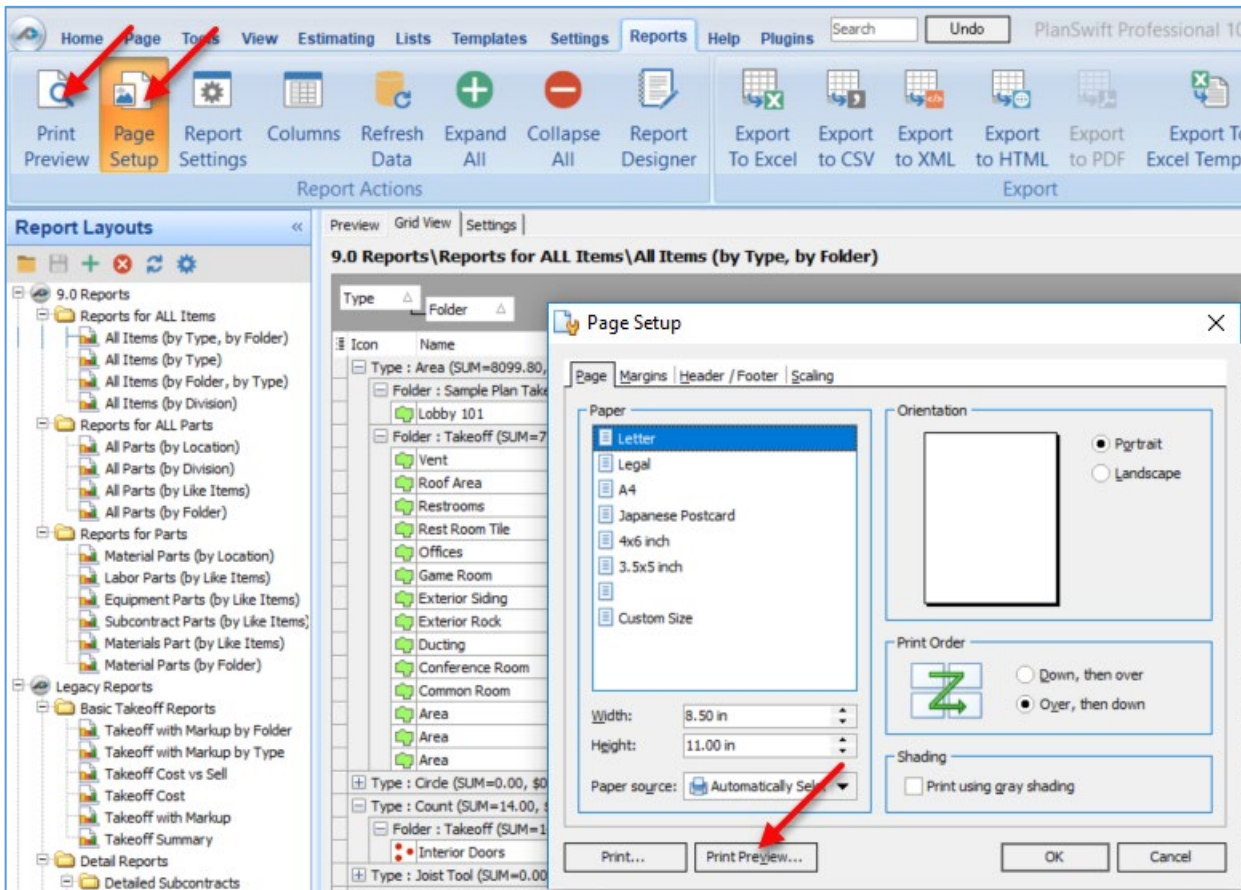 Home Page Tools View Estimating Lists Templates Settings Reports Help Plugins Search Undo PlanSwift Professional 10
Print Preview
Page Setup
Report Settings
Columns
Refresh Data
Expand All
Collapse All
Report Designer
Export To Excel
Export to CSV
Export to XML
Export to HTML
Export to PDF
Export To Excel Temp
Report Actions
Export
Report Layouts «
9.0 Reports
Reports for ALL Items
All Items (by Type, by Folder)
All Items (by Type)
All Items (by Folder, by Type)
All Items (by Division)
Reports for ALL Parts
All Parts (by Location)
All Parts (by Division)
All Parts (by Like Items)
All Parts (by Folder)
Reports for Parts
Material Parts (by Location)
Labor Parts (by Like Items)
Equipment Parts (by Like Items)
Subcontract Parts (by Like Items)
Materials Part (by Like Items)
Material Parts (by Folder)
Legacy Reports
Basic Takeoff Reports
Takeoff with Markup by Folder
Takeoff with Markup by Type
Takeoff Cost vs Sell
Takeoff Cost
Takeoff with Markup
Takeoff Summary
Detail Reports
Detailed Subcontracts
Preview Grid View Settings
9.0 Reports\Reports for ALL Items\All Items (by Type, by Folder)
Type
Folder
Icon Name
Type : Area (SUM=8099.80,
Folder : Sample Plan Take
Lobby 101
Folder : Takeoff (SUM=7
Vent
Roof Area
Restrooms
Rest Room Tile
Offices
Game Room
Exterior Siding
Exterior Rock
Ducting
Conference Room
Common Room
Area
Area
Area
Type : Circle (SUM=0.00, $0
Type : Count (SUM=14.00,
Folder : Takeoff (SUM=1
Interior Doors
Type : Joist Tool (SUM=0.00
Page Setup
Page Margins Header / Footer Scaling
Paper
Letter
Legal
A4
Japanese Postcard
4x6 inch
3.5x5 inch
Custom Size
Width: 8.50 in
Height: 11.00 in
Paper source: Automatically Sele
Orientation
Portrait
Landscape
Print Order
Down, then over
Over, then down
Shading
Print using gray shading
Print... Print Preview... OK Cancel